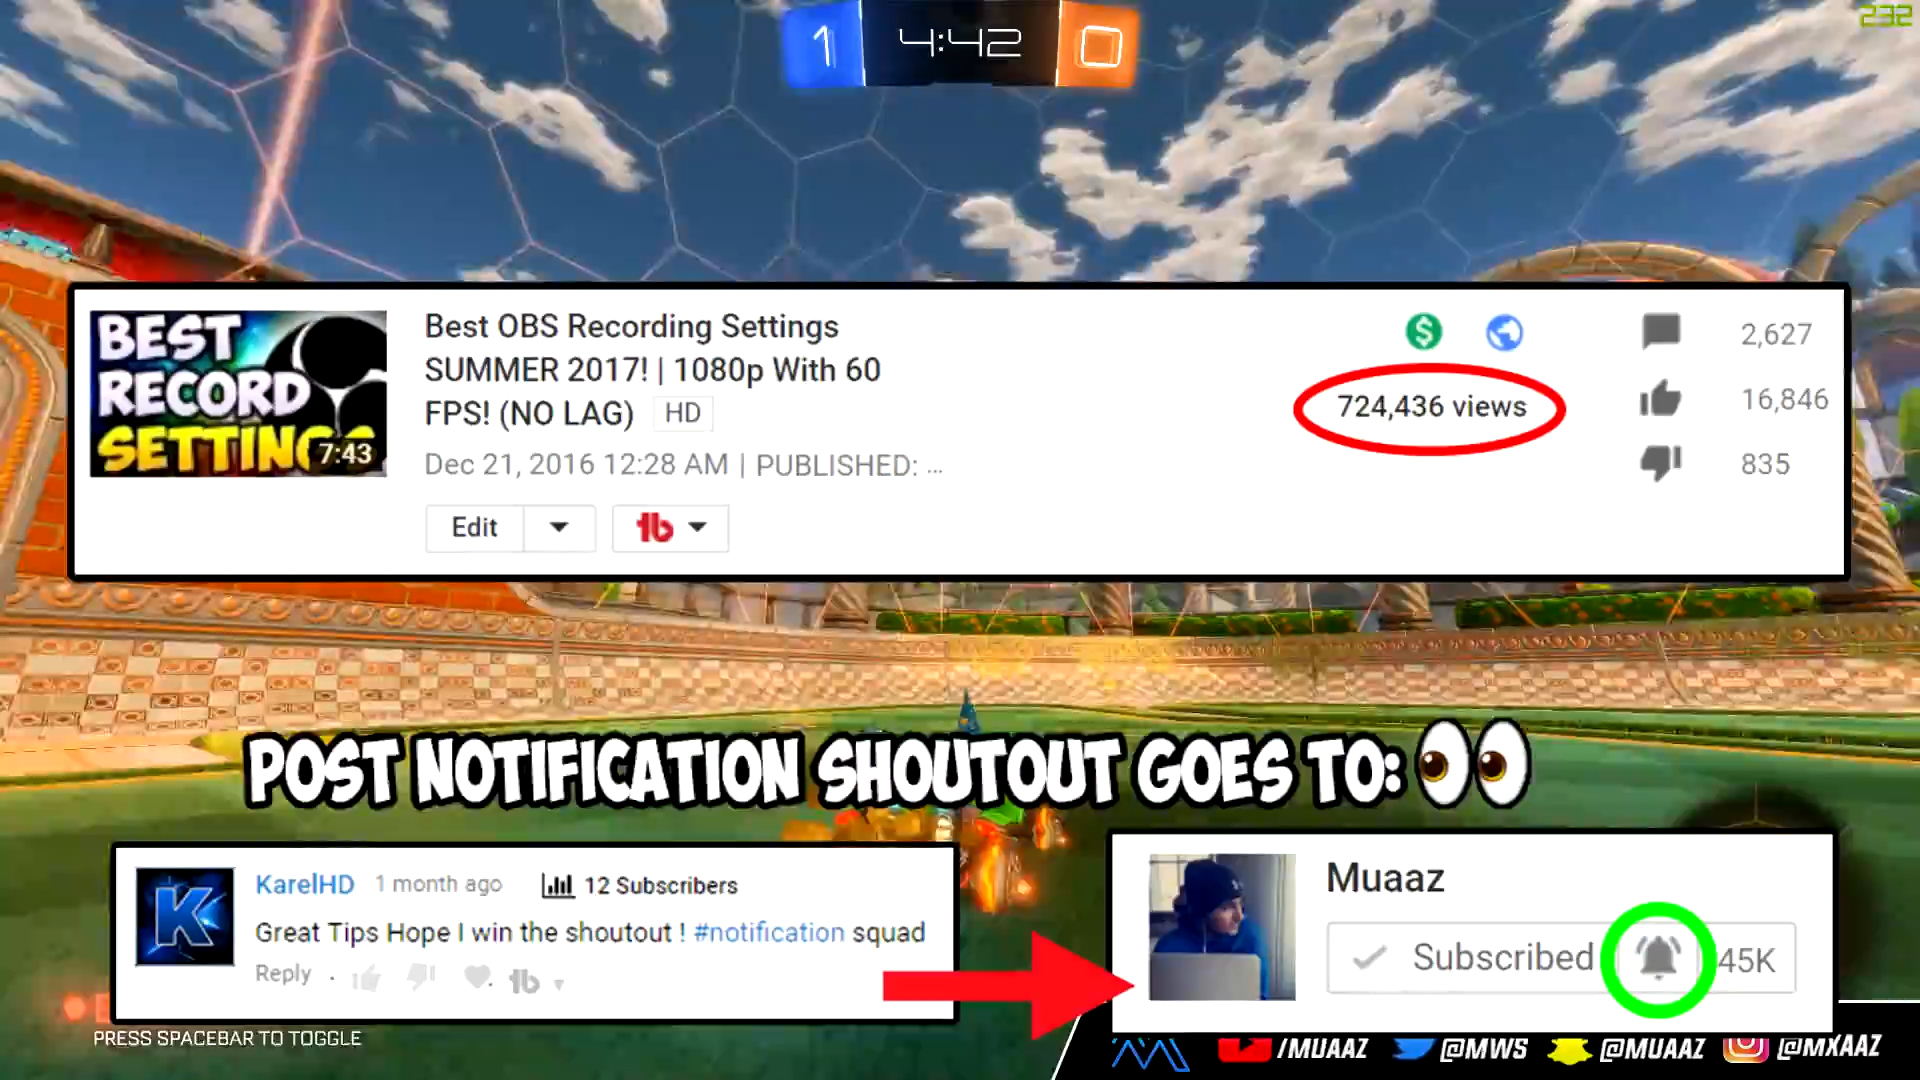 232
1 4:42 0
BEST
RECORD
SETTING
7:43
Best OBS Recording Settings
SUMMER 2017! | 1080p With 60
FPS! (NO LAG) HD
Dec 21, 2016 12:28 AM | PUBLISHED: ...
Edit
724,436 views
2,627
16,846
835
POST NOTIFICATION SHOUTOUT GOES TO:
K
KarelHD 1 month ago 12 Subscribers
Great Tips Hope I win the shoutout ! #notification squad
Reply
Muaaz
Subscribed 45K
PRESS SPACEBAR TO TOGGLE
/MUAAZ @MWS @MUAAZ @MXAAZ